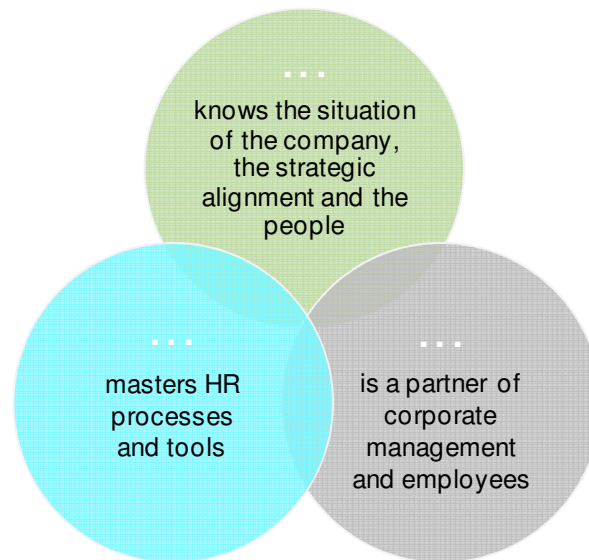 ...
knows the situation
of the company,
the strategic
alignment and the
people
...
masters HR
processes
and tools
...
is a partner of
corporate
management
and employees